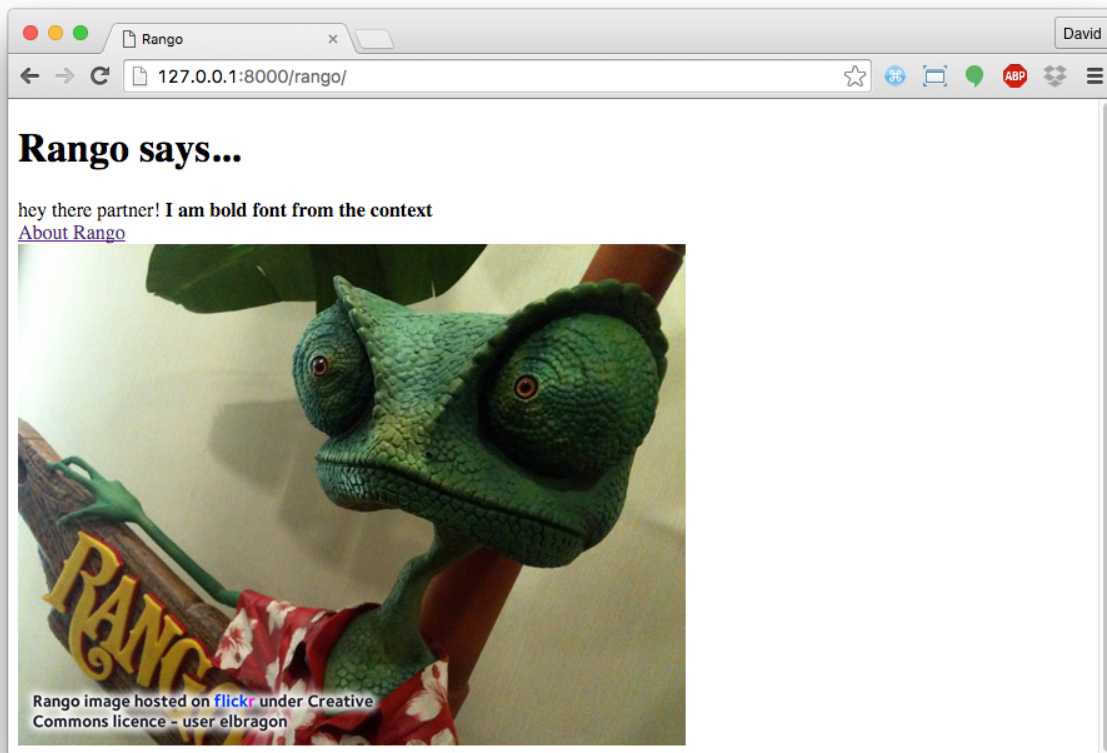 Rango
David
127.0.0.1:8000/rango/
ABP
Rango says...
hey there partner! I am bold font from the context
About Rango
RANGO
Rango image hosted on flickr under Creative
Commons licence - user elbragon